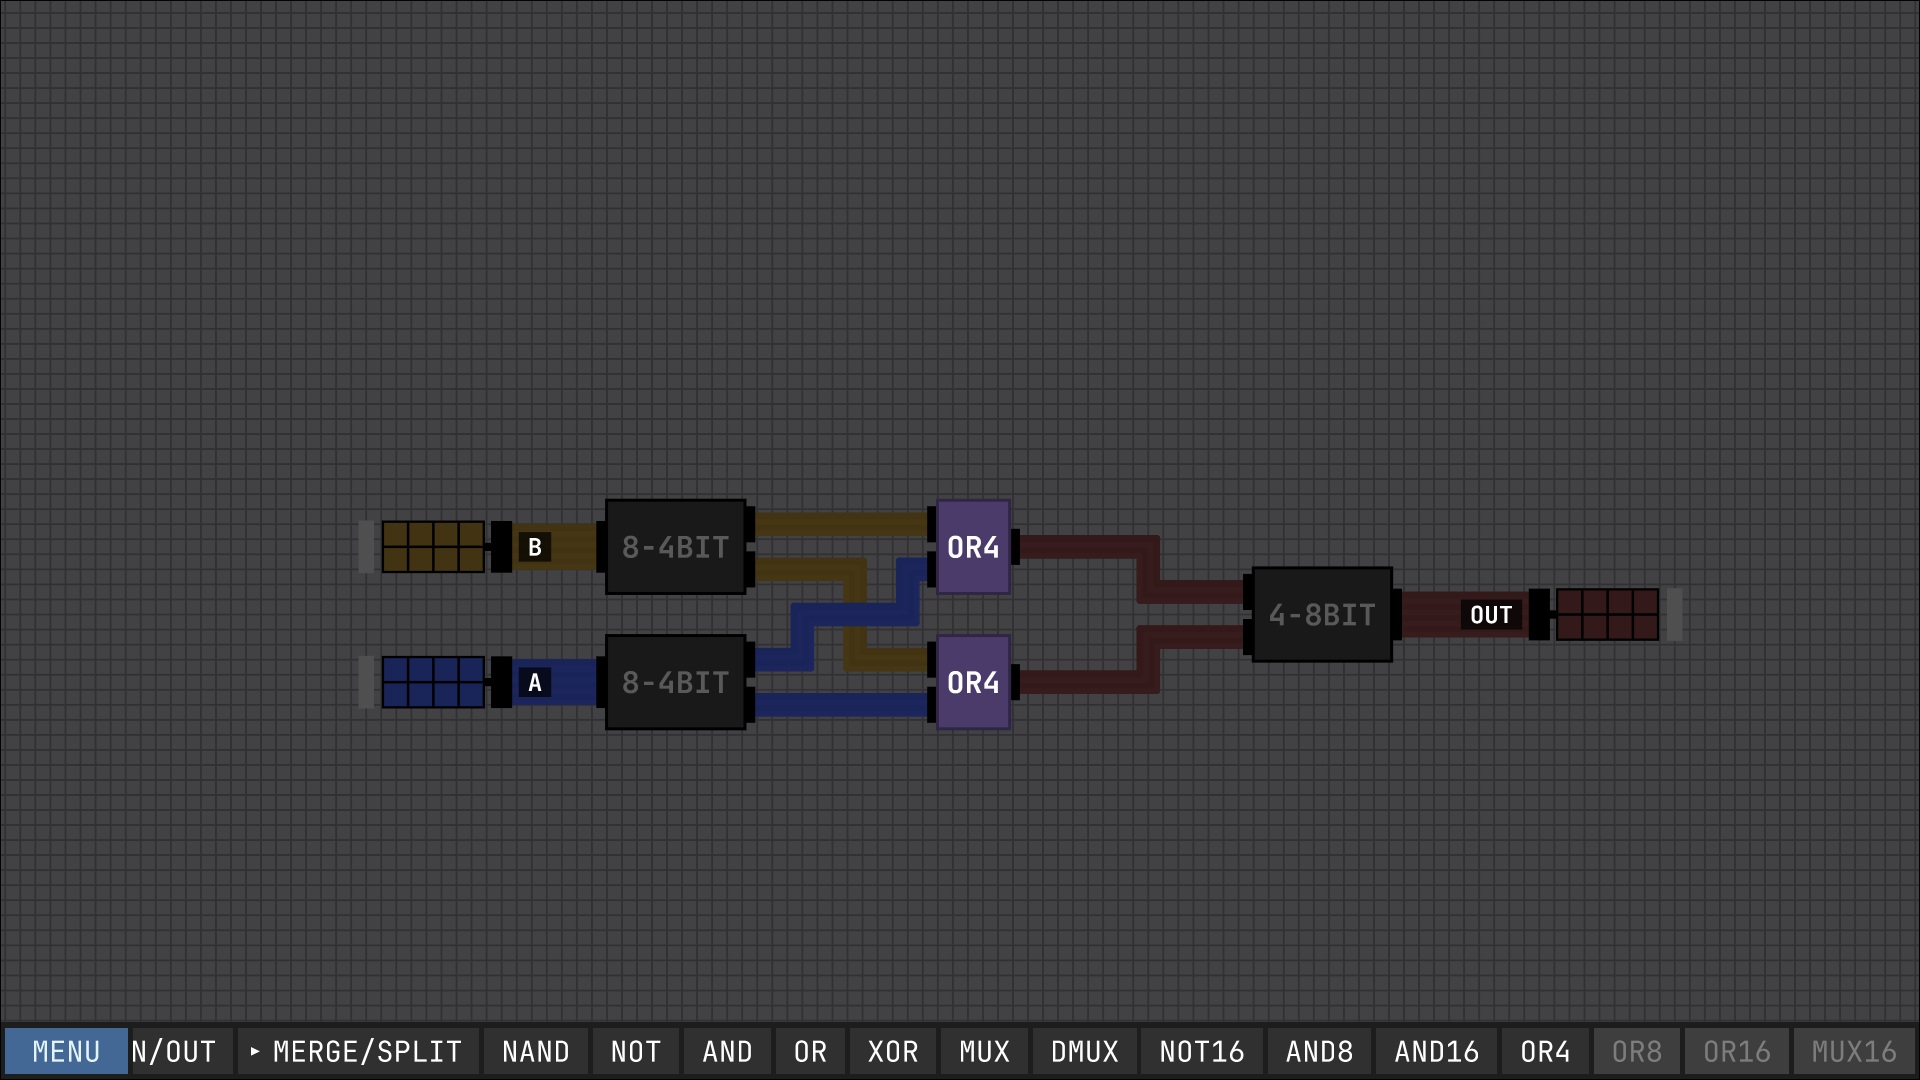 B
8-4BIT
OR4
4-8BIT
OUT
A
8-4BIT
OR4
MENU
N/OUT
▸ MERGE/SPLIT
NAND
NOT
AND
OR
XOR
MUX
DMUX
NOT16
AND8
AND16
OR4
OR8
OR16
MUX16